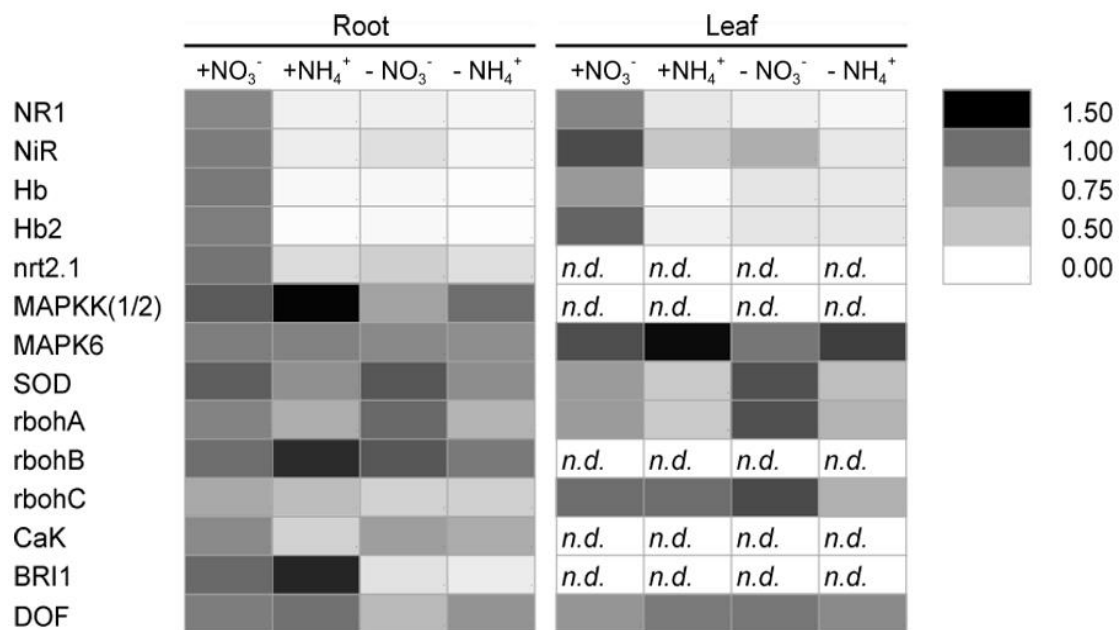 Root Leaf
+NO₃⁻ +NH₄⁺ - NO₃⁻ - NH₄⁺ +NO₃⁻ +NH₄⁺ - NO₃⁻ - NH₄⁺
NR1 1.50
NiR 1.00
Hb 0.75
Hb2 0.50
nrt2.1 n.d. n.d. n.d. n.d. 0.00
MAPKK(1/2) n.d. n.d. n.d. n.d.
MAPK6
SOD
rbohA
rbohB n.d. n.d. n.d. n.d.
rbohC
CaK n.d. n.d. n.d. n.d.
BRI1 n.d. n.d. n.d. n.d.
DOF